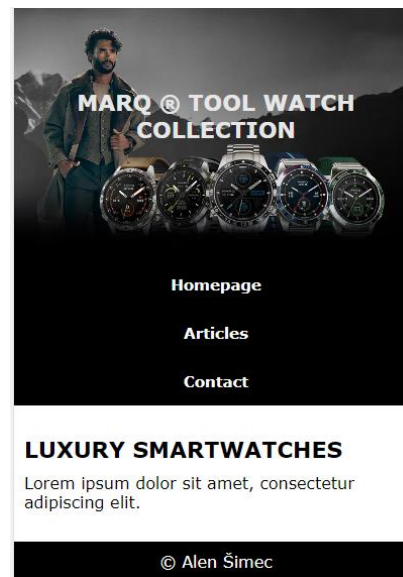 MARQ ® TOOL WATCH
COLLECTION
Homepage
Articles
Contact
LUXURY SMARTWATCHES
Lorem ipsum dolor sit amet, consectetur
adipiscing elit.
© Alen Šimec